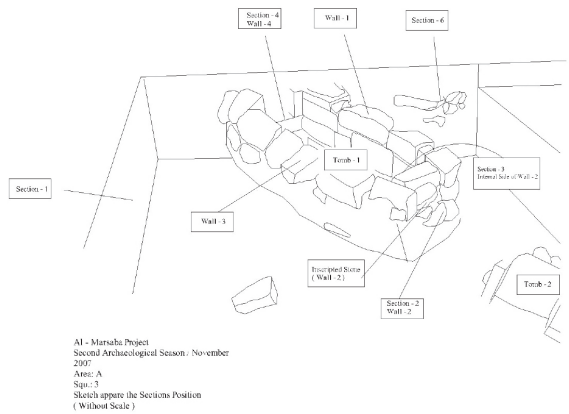 Section - 4
Wall - 4
Wall - 1
Section - 6
Tomb - 1
Section - 3
Internal Side of Wall - 2
Section - 1
Wall - 3
Inscripted Stone
( Wall - 2 )
Tomb - 2
Section - 2
Wall - 2
Al - Marsaba Project
Second Archaeological Season / November
2007
Area: A
Squ.: 3
Sketch appare the Sections Position
( Without Scale )